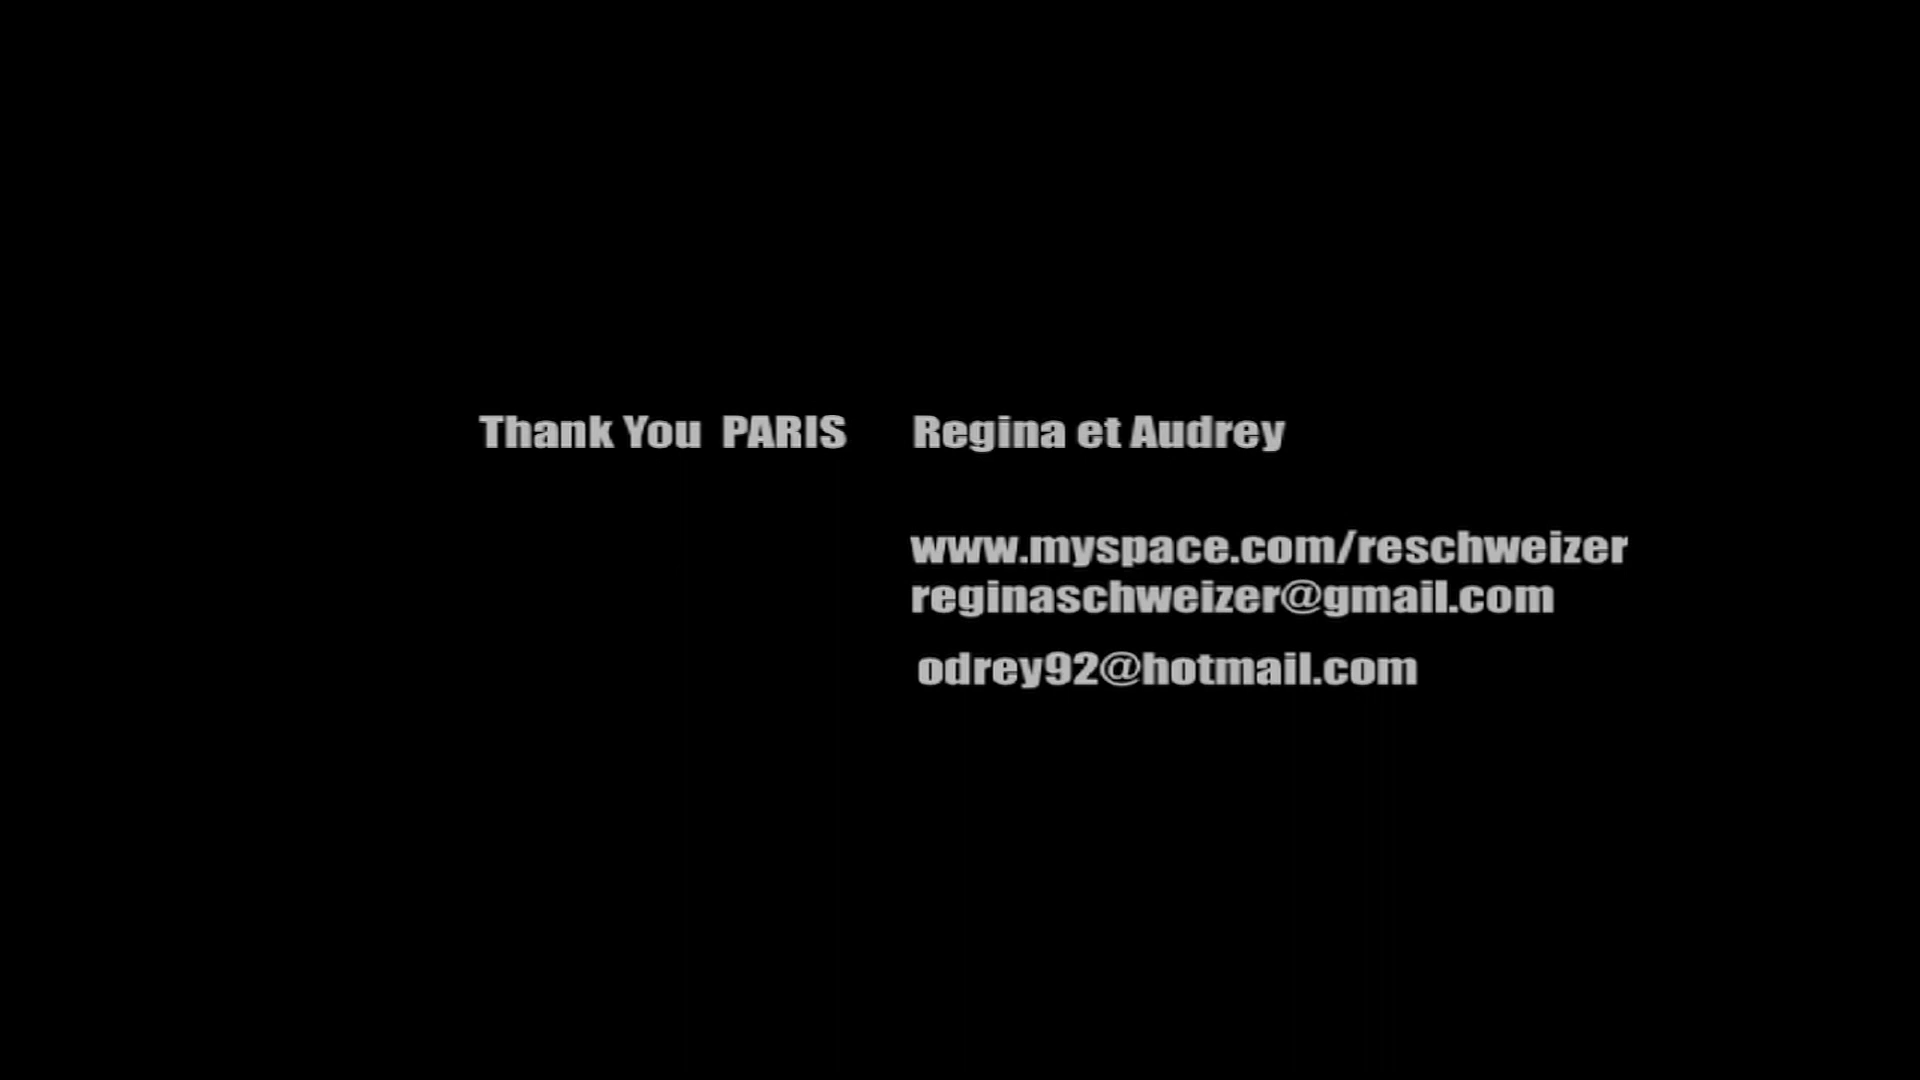 Thank You PARIS Regina et Audrey
www.myspace.com/reschweizer
reginaschweizer@gmail.com
odrey92@hotmail.com